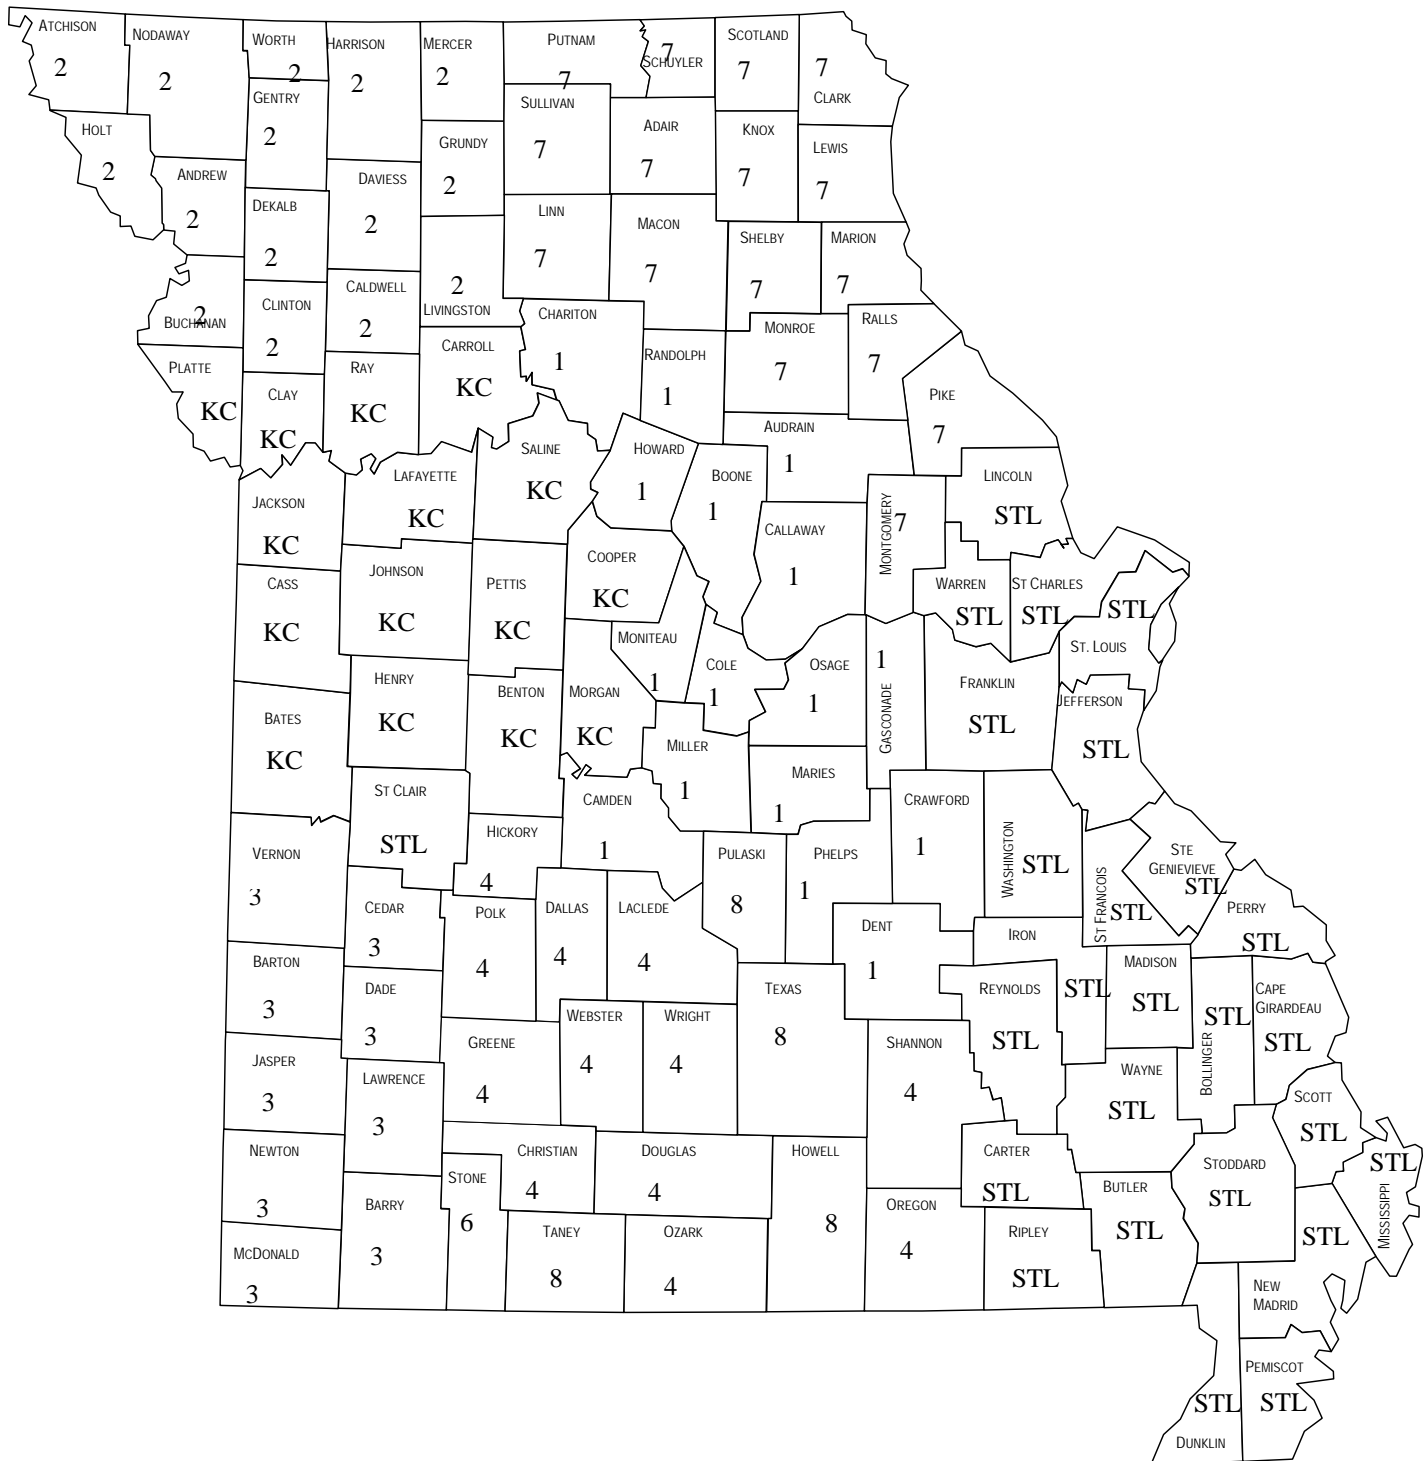 ATCHISON
2
NODAWAY
2
WORTH
2
HARRISON
2
MERCER
2
PUTNAM
7
SCHUYLER
7
SCOTLAND
7
CLARK
7
HOLT
2
ANDREW
2
GENTRY
2
DEKALB
2
DAVIESS
2
GRUNDY
2
SULLIVAN
7
ADAIR
7
KNOX
7
LEWIS
7
LINN
7
MACON
7
SHELBY
7
MARION
7
BUCHANAN
2
CLINTON
2
CALDWELL
2
LIVINGSTON
2
CHARITON
1
RANDOLPH
1
MONROE
7
RALLS
7
PLATTE
KC
CLAY
KC
RAY
KC
CARROLL
KC
PIKE
7
AUDRAIN
1
SALINE
KC
HOWARD
1
BOONE
1
LINCOLN
STL
JACKSON
KC
LAFAYETTE
KC
CALLAWAY
1
MONTGOMERY
7
WARREN
STL
ST CHARLES
STL
STL
ST. LOUIS
CASS
KC
JOHNSON
KC
PETTIS
KC
COOPER
KC
MONITEAU
1
COLE
1
OSAGE
1
GASCONADE
1
FRANKLIN
STL
JEFFERSON
STL
BATES
KC
HENRY
KC
BENTON
KC
MORGAN
KC
MILLER
1
MARIES
1
CRAWFORD
1
WASHINGTON
STL
ST FRANCOIS
STL
STE
GENIEVIEVE
STL
PERRY
STL
VERNON
3
ST CLAIR
STL
HICKORY
4
CAMDEN
1
PULASKI
8
PHELPS
1
DENT
1
IRON
STL
MADISON
STL
BOLLINGER
STL
CAPE
GIRARDEAU
STL
CEDAR
3
POLK
4
DALLAS
4
LACLEDE
4
BARTON
3
DADE
3
GREENE
4
WEBSTER
4
WRIGHT
4
TEXAS
8
SHANNON
4
REYNOLDS
STL
WAYNE
STL
SCOTT
STL
MISSISSIPPI
STL
JASPER
3
LAWRENCE
3
NEWTON
3
BARRY
3
STONE
6
CHRISTIAN
4
DOUGLAS
4
HOWELL
8
OREGON
4
CARTER
STL
RIPLEY
STL
BUTLER
STL
STODDARD
STL
STL
NEW
MADRID
MCDONALD
3
TANEY
8
OZARK
4
PEMISCOT
STL
STL
DUNKLIN